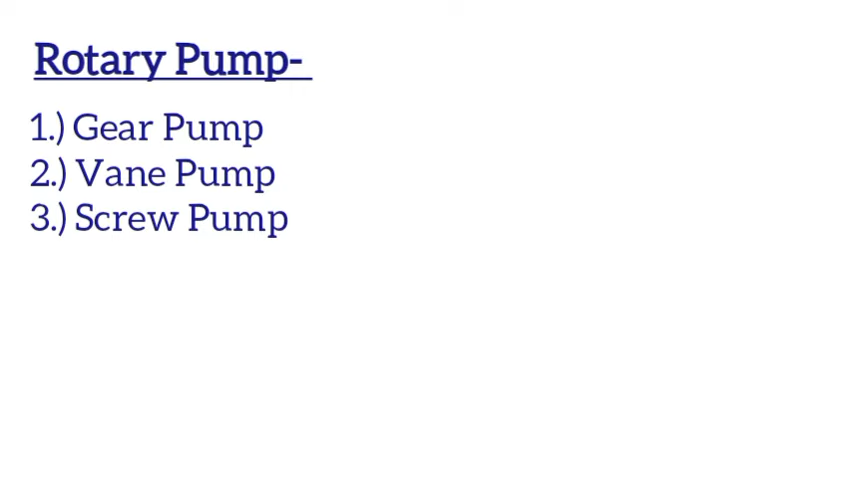 Rotary Pump-
1.) Gear Pump
2.) Vane Pump
3.) Screw Pump